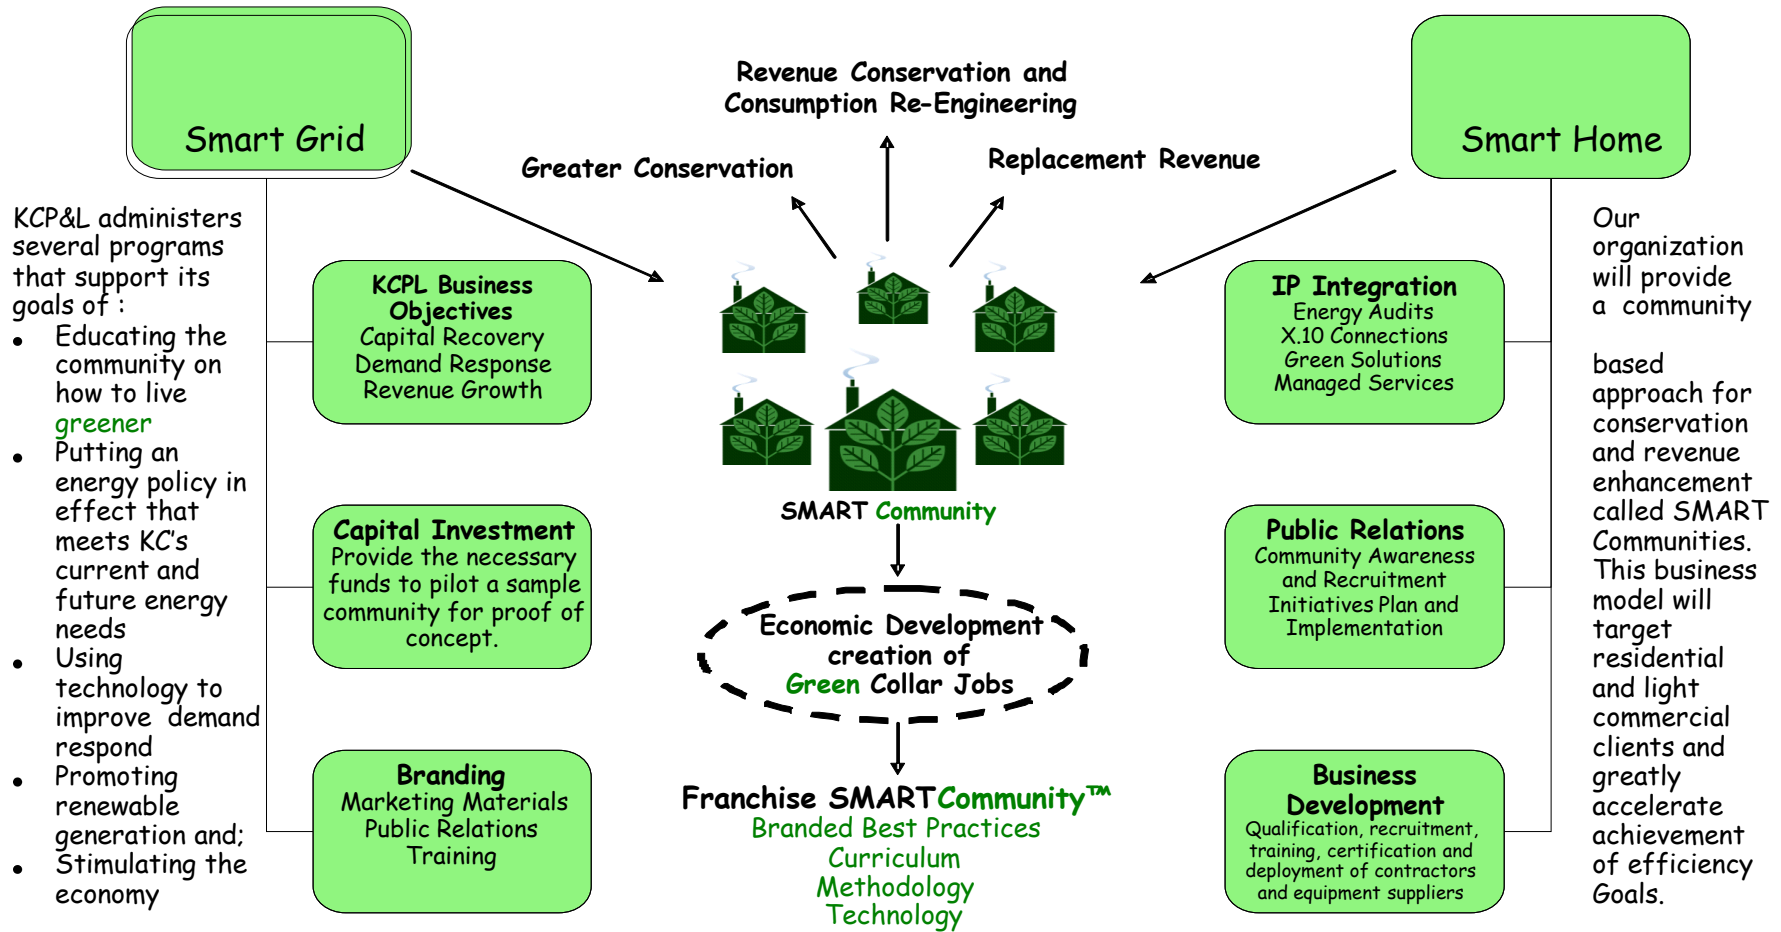 Smart Grid
KCP&L administers
several programs
that support its
goals of :
• Educating the
community on
how to live
greener
• Putting an
energy policy in
effect that
meets KC’s
current and
future energy
needs
• Using
technology to
improve demand
respond
• Promoting
renewable
generation and;
• Stimulating the
economy
KCPL Business
Objectives
Capital Recovery
Demand Response
Revenue Growth
Capital Investment
Provide the necessary
funds to pilot a sample
community for proof of
concept.
Branding
Marketing Materials
Public Relations
Training
Revenue Conservation and
Consumption Re-Engineering
Greater Conservation
Replacement Revenue
SMART Community
Economic Development
creation of
Green Collar Jobs
Franchise SMARTCommunity™
Branded Best Practices
Curriculum
Methodology
Technology
Smart Home
IP Integration
Energy Audits
X.10 Connections
Green Solutions
Managed Services
Public Relations
Community Awareness
and Recruitment
Initiatives Plan and
Implementation
Business
Development
Qualification, recruitment,
training, certification and
deployment of contractors
and equipment suppliers
Our
organization
will provide
a community
based
approach for
conservation
and revenue
enhancement
called SMART
Communities.
This business
model will
target
residential
and light
commercial
clients and
greatly
accelerate
achievement
of efficiency
Goals.